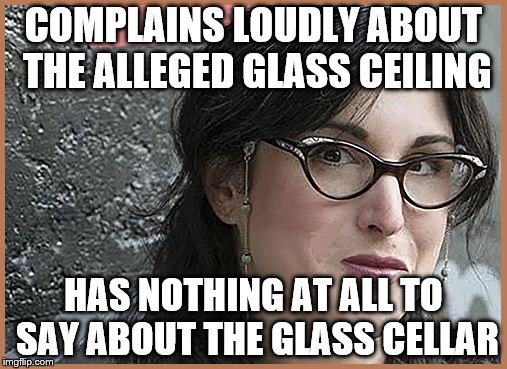 COMPLAINS LOUDLY ABOUT
THE ALLEGED GLASS CEILING
HAS NOTHING AT ALL TO
SAY ABOUT THE GLASS CELLAR
imgflip.com